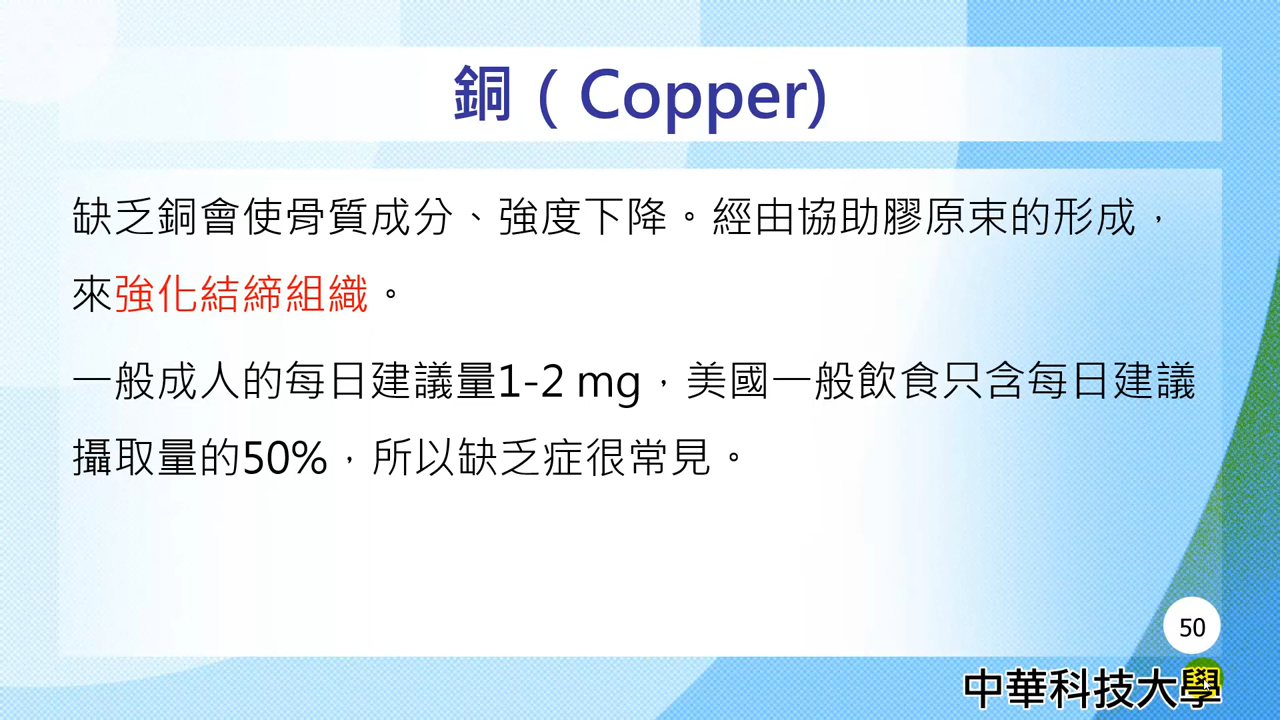 銅（Copper)
缺乏銅會使骨質成分、強度下降。經由協助膠原束的形成，
來強化結締組織。
一般成人的每日建議量1-2 mg，美國一般飲食只含每日建議
攝取量的50%，所以缺乏症很常見。
50
中華科技大學